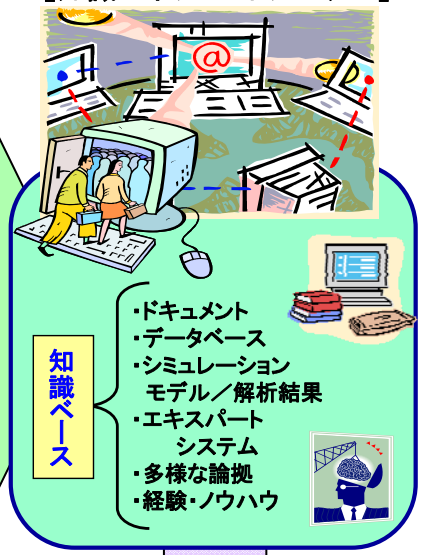 @
知識ベース
・ドキュメント
・データベース
・シミュレーション
モデル／解析結果
・エキスパート
システム
・多様な論拠
・経験・ノウハウ